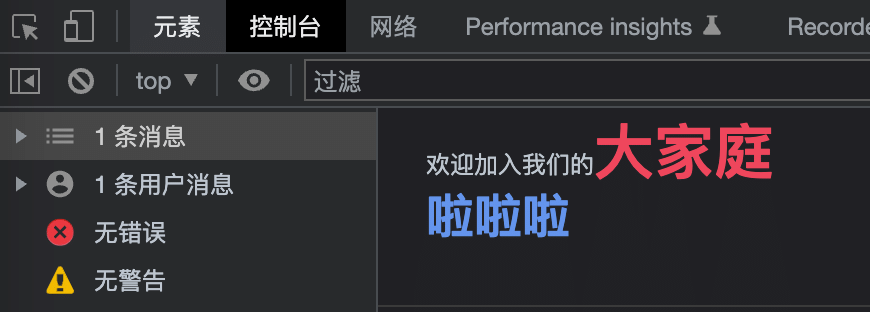 元素 控制台 网络 Performance insights Recorde
top 过滤
1 条消息
1 条用户消息
无错误
无警告
欢迎加入我们的大家庭
啦啦啦